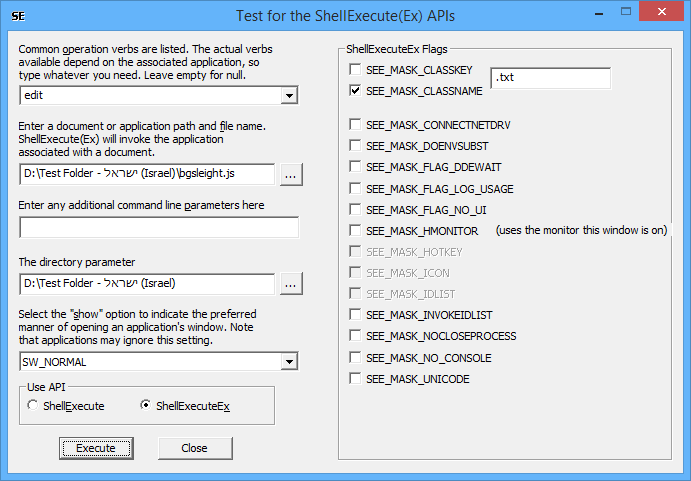 SE
Test for the ShellExecute(Ex) APIs
Common operation verbs are listed. The actual verbs
available depend on the associated application, so
type whatever you need. Leave empty for null.
edit
Enter a document or application path and file name.
ShellExecute(Ex) will invoke the application
associated with a document.
D:\Test Folder - ישראל (Israel)\bgsleight.js
...
Enter any additional command line parameters here
The directory parameter
D:\Test Folder - ישראל (Israel)
...
Select the "show" option to indicate the preferred
manner of opening an application's window. Note
that applications may ignore this setting.
SW_NORMAL
Use API
ShellExecute
ShellExecuteEx
Execute
Close
ShellExecuteEx Flags
SEE_MASK_CLASSKEY
.txt
SEE_MASK_CLASSNAME
SEE_MASK_CONNECTNETDRV
SEE_MASK_DOENVSUBST
SEE_MASK_FLAG_DDEWAIT
SEE_MASK_FLAG_LOG_USAGE
SEE_MASK_FLAG_NO_UI
SEE_MASK_HMONITOR (uses the monitor this window is on)
SEE_MASK_HOTKEY
SEE_MASK_ICON
SEE_MASK_IDLIST
SEE_MASK_INVOKEIDLIST
SEE_MASK_NOCLOSEPROCESS
SEE_MASK_NO_CONSOLE
SEE_MASK_UNICODE